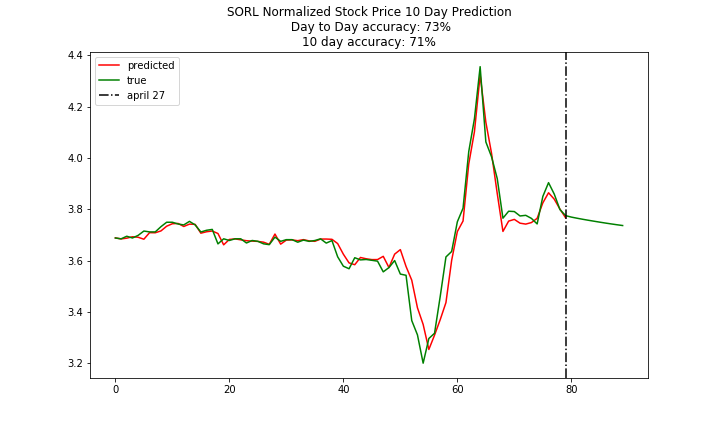 SORL Normalized Stock Price 10 Day Prediction
Day to Day accuracy: 73%
10 day accuracy: 71%
predicted
true
april 27
4.4
4.2
4.0
3.8
3.6
3.4
3.2
0 20 40 60 80